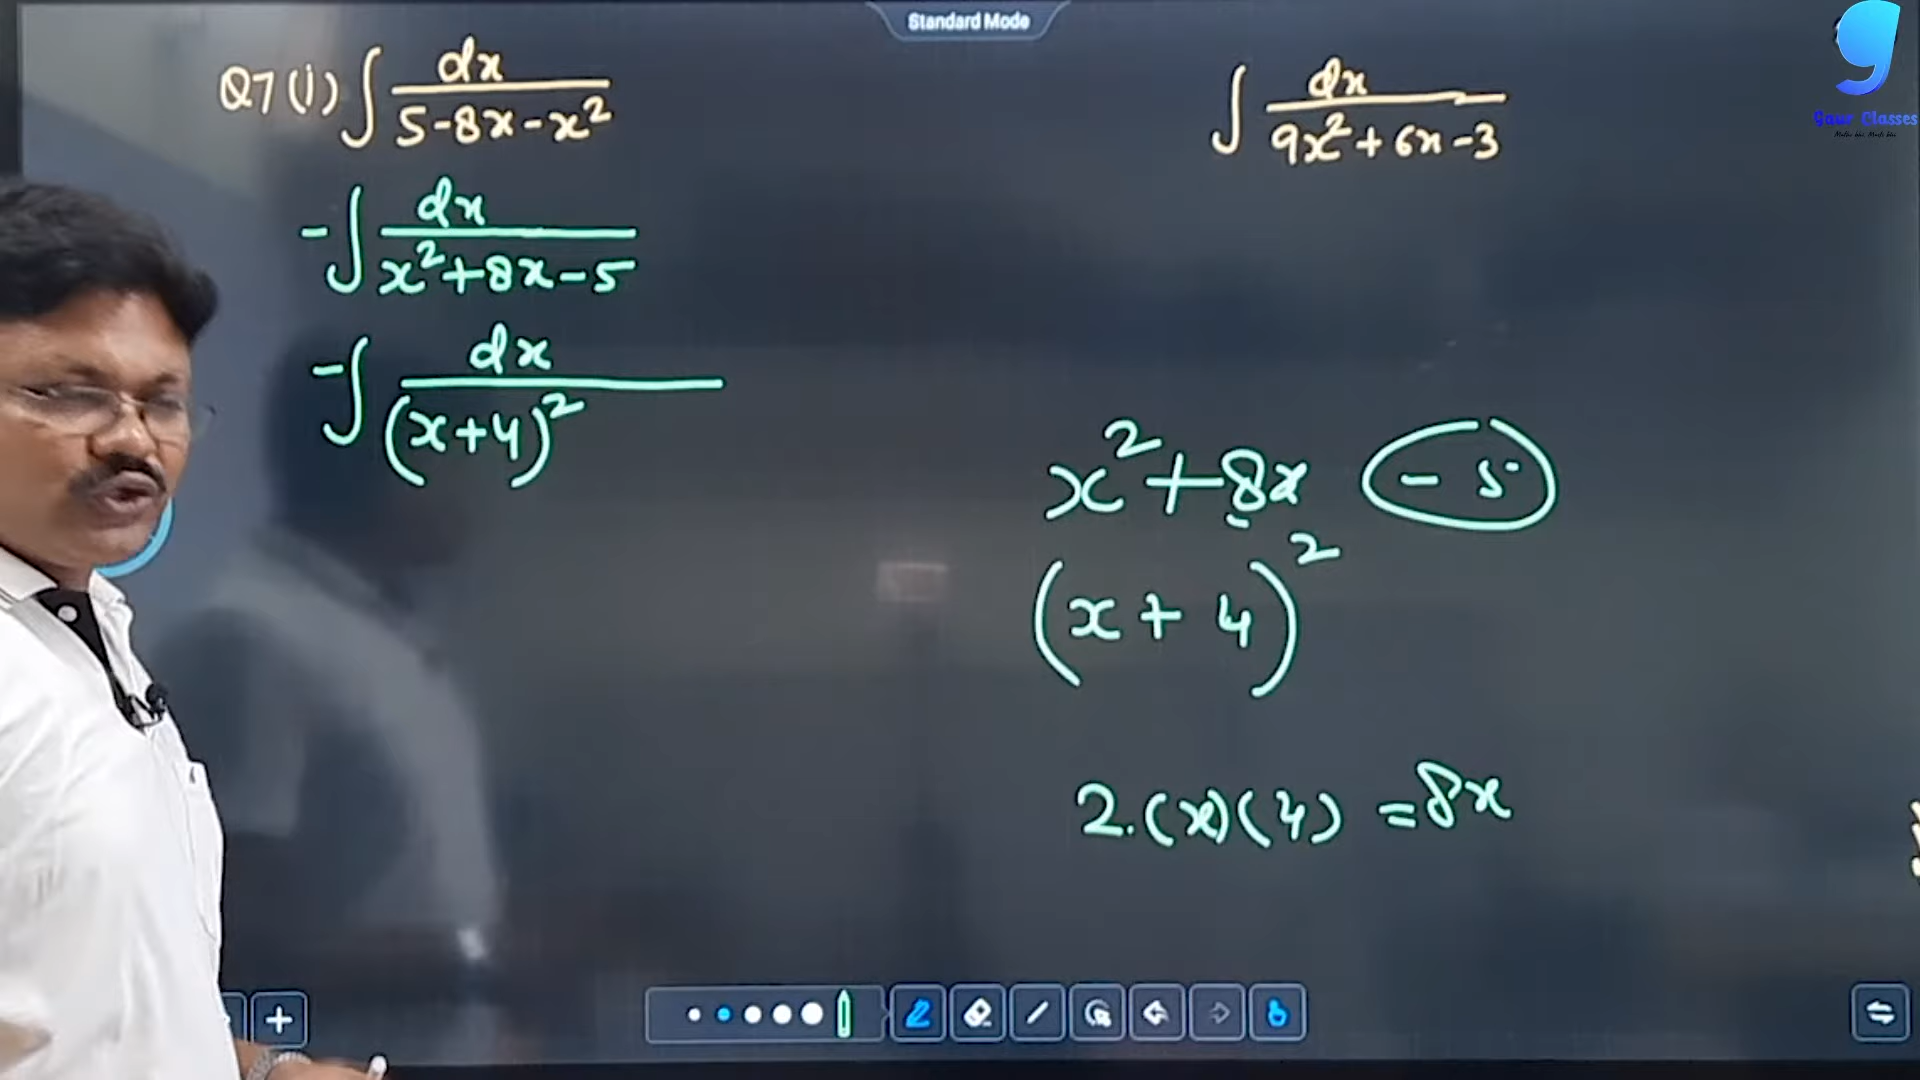 Standard Mode
Q7 (i) ∫ dx / (5-8x-x²)
-∫ dx / (x²+8x-5)
-∫ dx / (x+4)²
∫ dx / (9x²+6x-3)
x²+8x -5
(x+4)²
2.(x)(4) = 8x
Gaur Classes